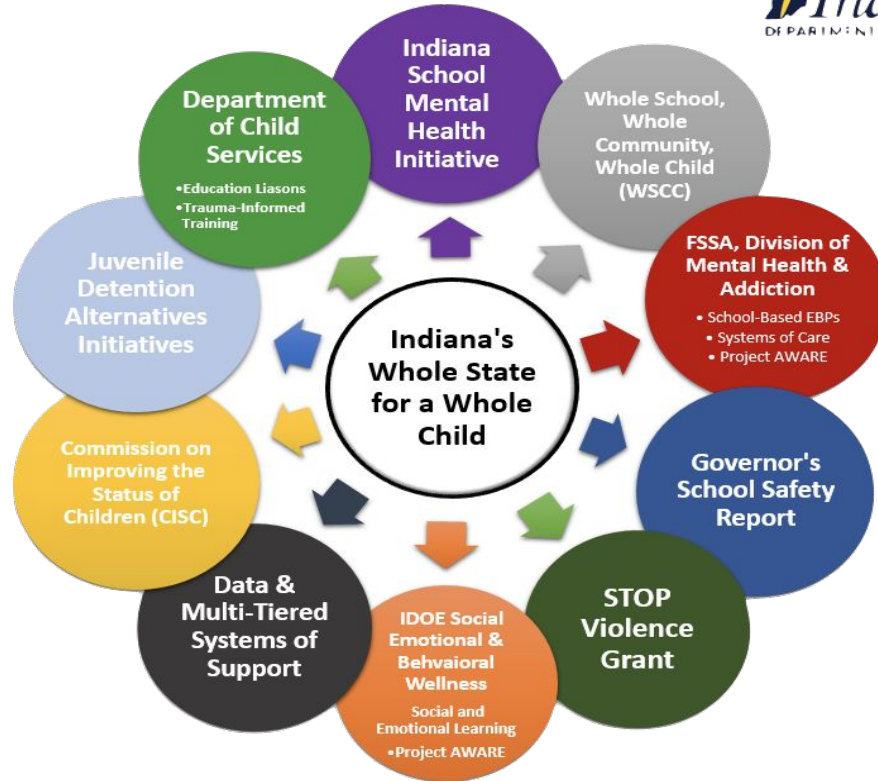 DEPARTMENT
Indiana
School
Mental
Health
Initiative
Whole School,
Whole
Community,
Whole Child
(WSCC)
FSSA, Division of
Mental Health &
Addiction
• School-Based EBPs
• Systems of Care
• Project AWARE
Governor's
School Safety
Report
STOP
Violence
Grant
IDOE Social
Emotional &
Behvaioral
Wellness
Social and
Emotional Learning
•Project AWARE
Data &
Multi-Tiered
Systems of
Support
Commission on
Improving the
Status of
Children (CISC)
Juvenile
Detention
Alternatives
Initiatives
Department
of Child
Services
•Education Liasons
•Trauma-Informed
Training
Indiana's
Whole State
for a Whole
Child